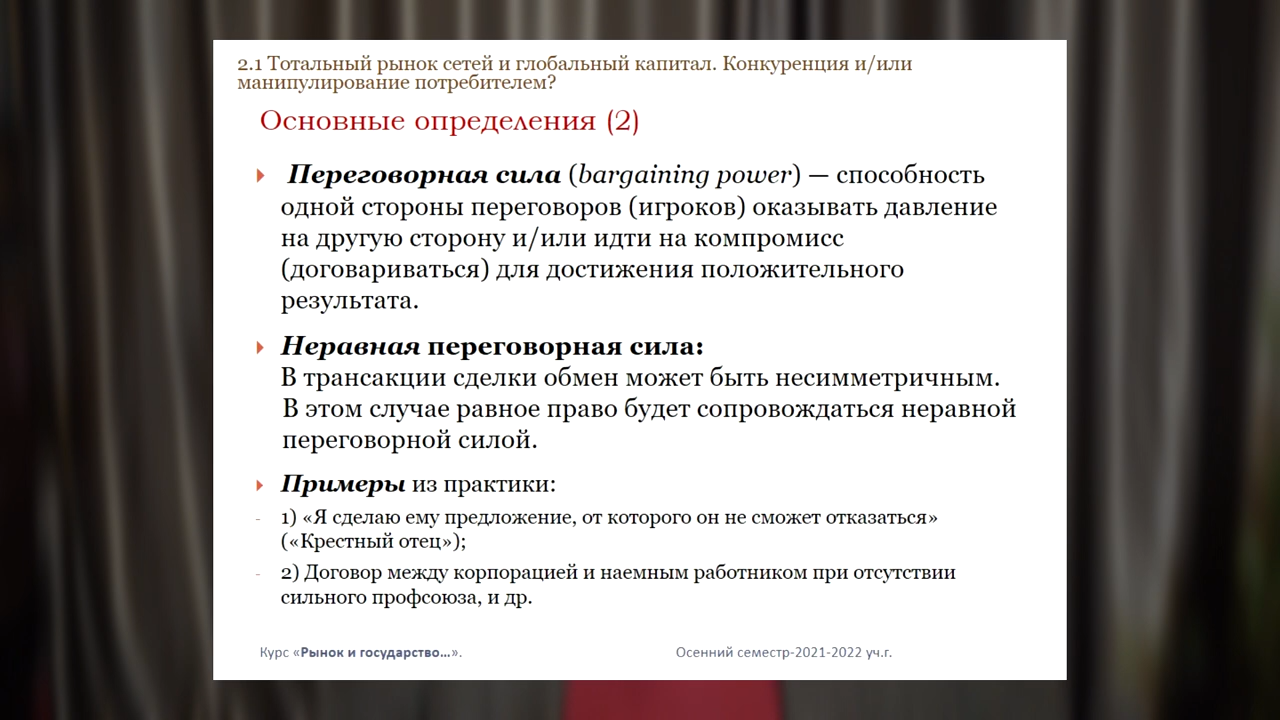 2.1 Тотальный рынок сетей и глобальный капитал. Конкуренция и/или
манипулирование потребителем?
Основные определения (2)
Переговорная сила (bargaining power) — способность
одной стороны переговоров (игроков) оказывать давление
на другую сторону и/или идти на компромисс
(договариваться) для достижения положительного
результата.
Неравная переговорная сила:
В трансакции сделки обмен может быть несимметричным.
В этом случае равное право будет сопровождаться неравной
переговорной силой.
Примеры из практики:
- 1) «Я сделаю ему предложение, от которого он не сможет отказаться»
(«Крестный отец»);
- 2) Договор между корпорацией и наемным работником при отсутствии
сильного профсоюза, и др.
Курс «Рынок и государство...».
Осенний семестр-2021-2022 уч.г.